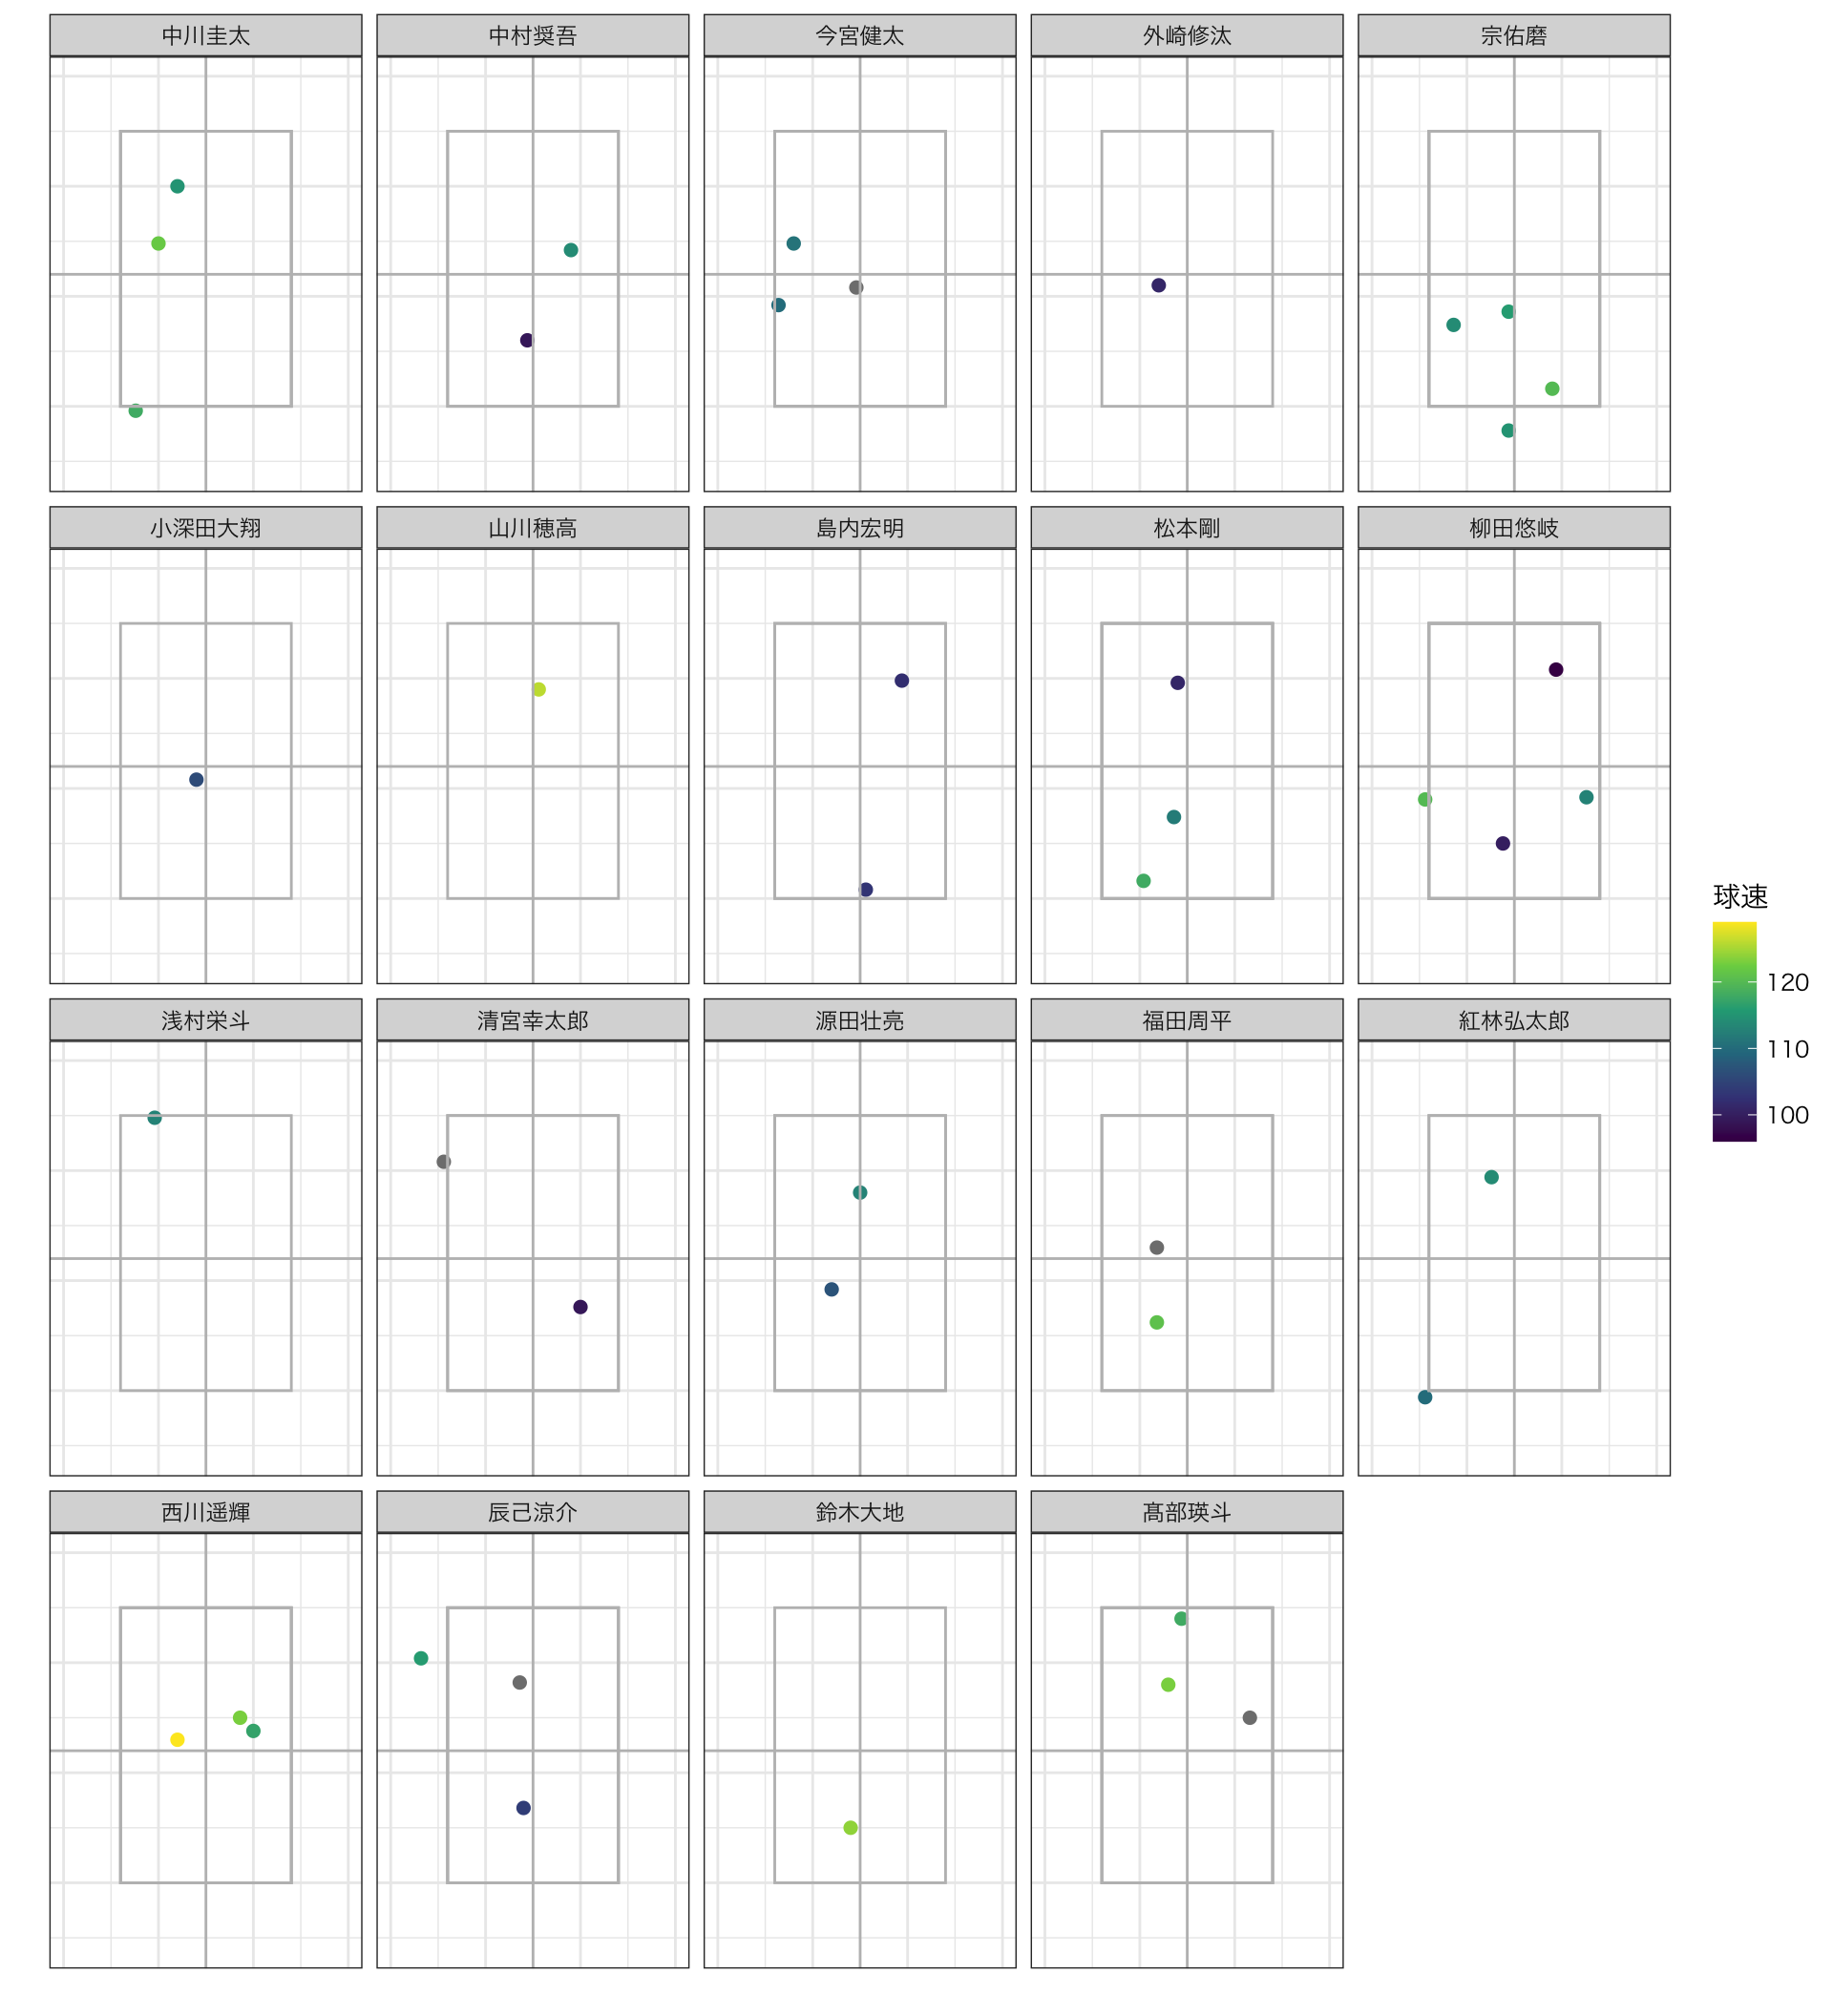 中川圭太
中村奨吾
今宮健太
外崎修汰
宗佑磨
小深田大翔
山川穂高
島内宏明
松本剛
柳田悠岐
浅村栄斗
清宮幸太郎
源田壮亮
福田周平
紅林弘太郎
西川遥輝
辰己涼介
鈴木大地
髙部瑛斗
球速
120
110
100